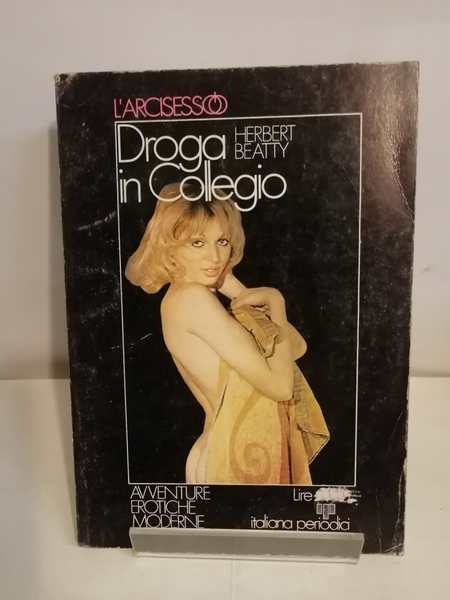 L'ARCISESSO
Droga
HERBERT
BEATTY
in Collegio
AVVENTURE
EROTICHE
MODERNE
Lire
italiana periodici